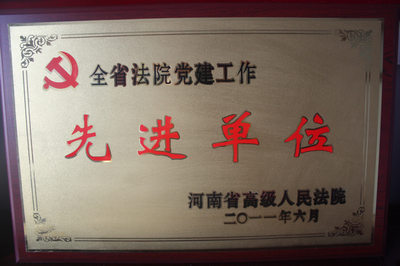 全省法院党建工作
先进单位
河南省高级人民法院
二〇一一年六月